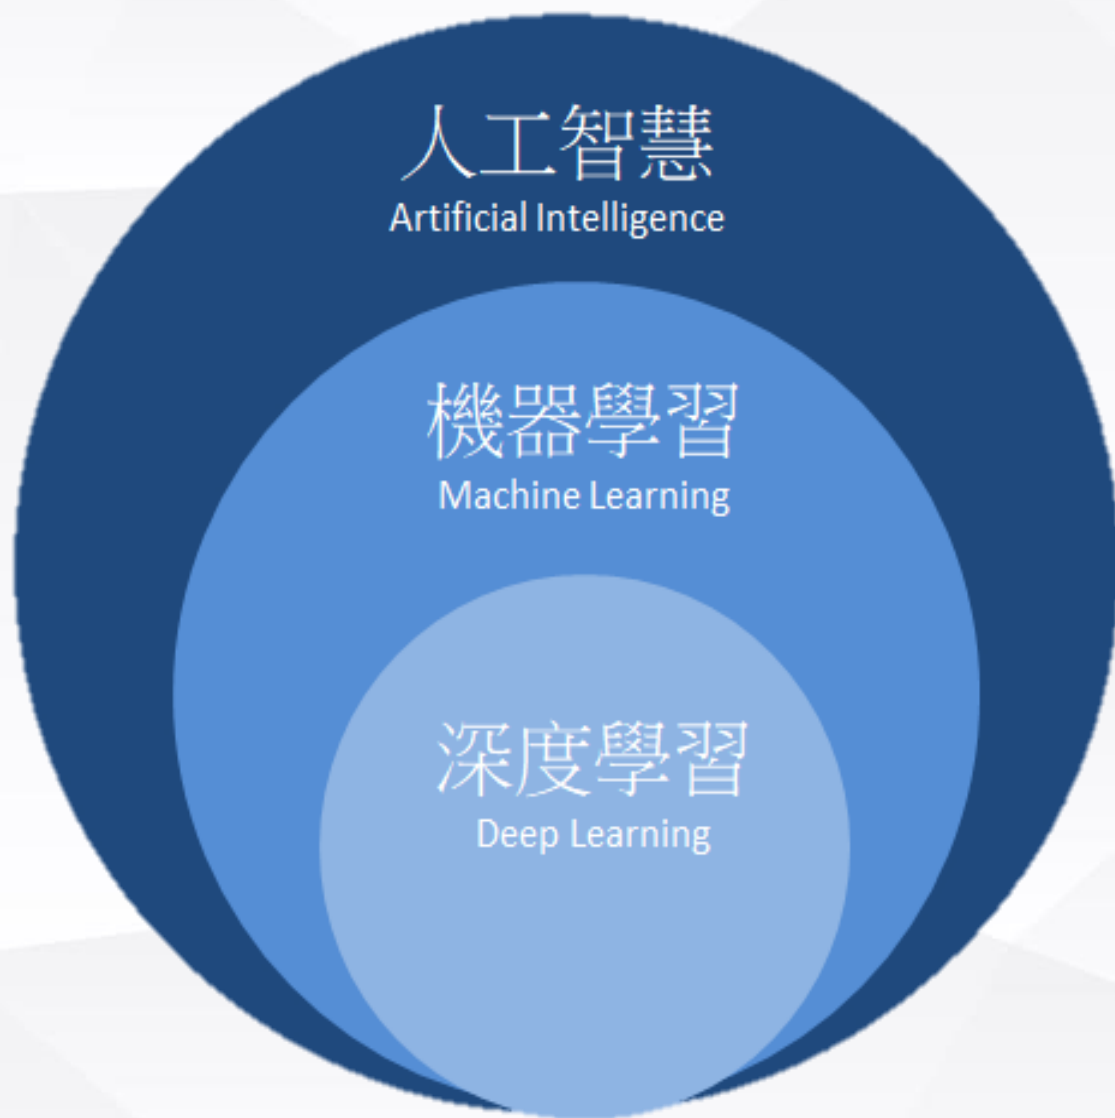 人工智慧
Artificial Intelligence
機器學習
Machine Learning
深度學習
Deep Learning